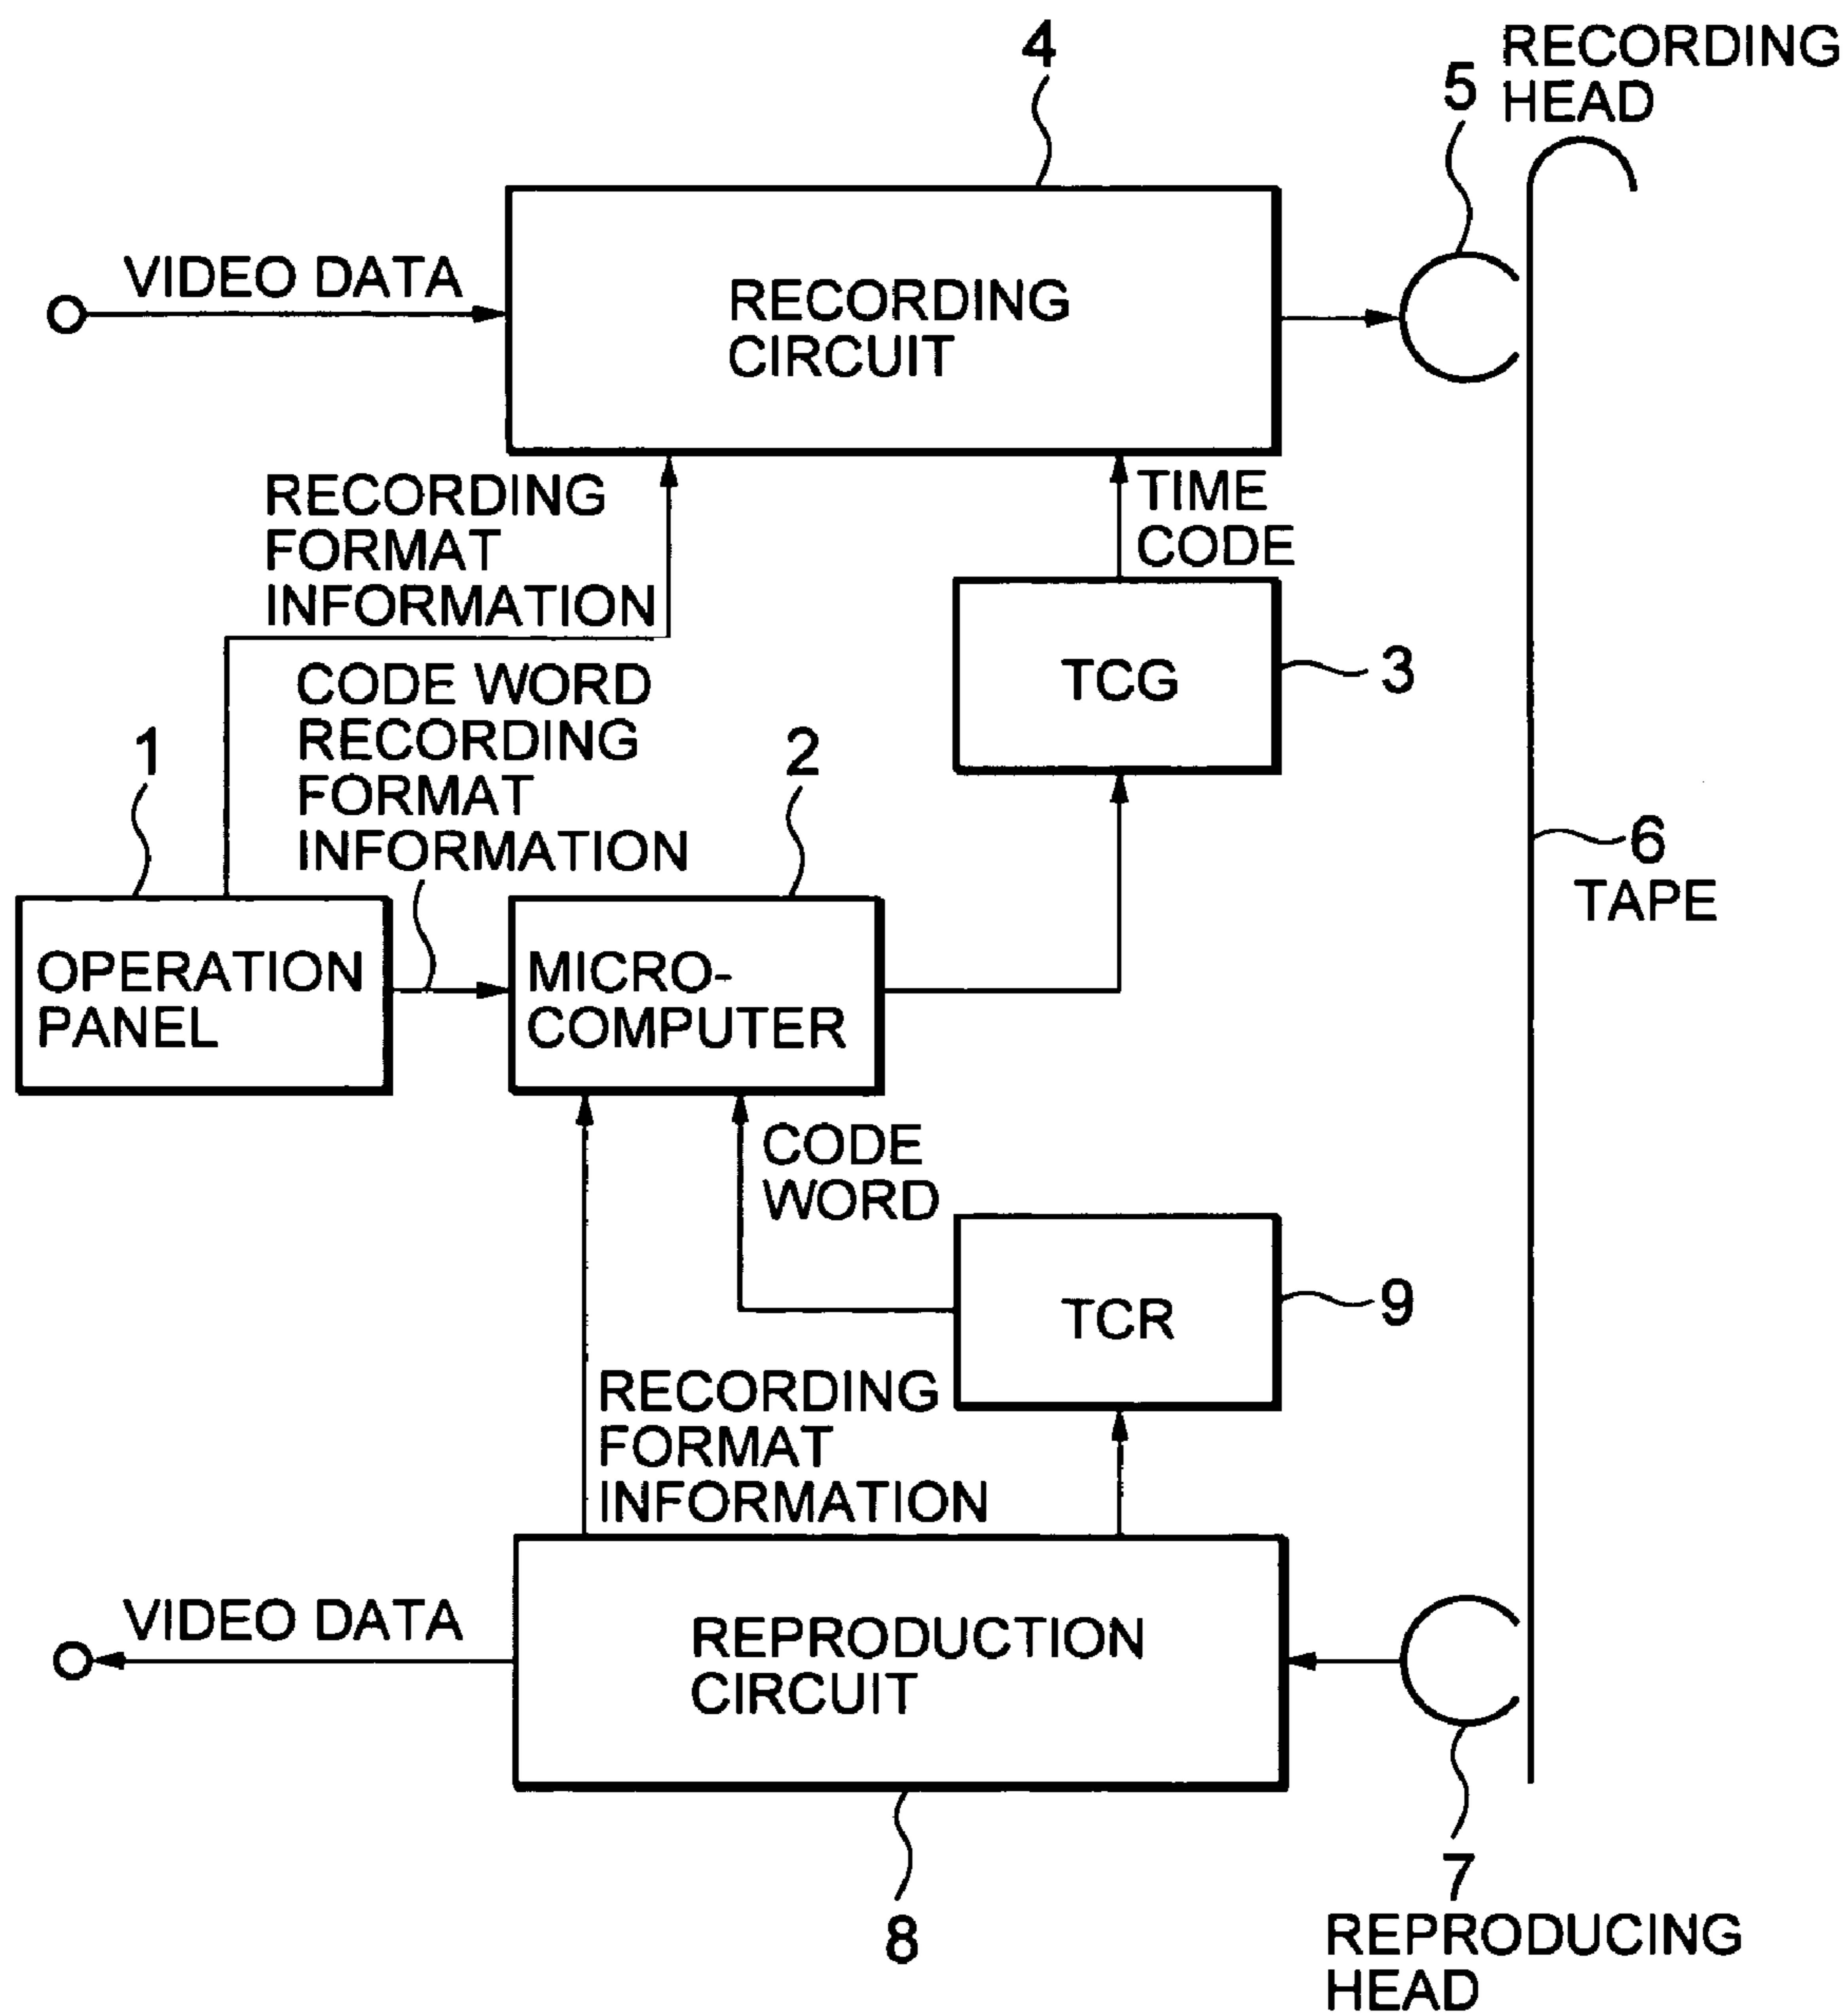 4
RECORDING
HEAD
5
VIDEO DATA
RECORDING
CIRCUIT
RECORDING
FORMAT
INFORMATION
TIME
CODE
TCG
3
CODE WORD
RECORDING
FORMAT
INFORMATION
1
2
6
TAPE
OPERATION
PANEL
MICRO-
COMPUTER
CODE
WORD
TCR
9
RECORDING
FORMAT
INFORMATION
VIDEO DATA
REPRODUCTION
CIRCUIT
8
7
REPRODUCING
HEAD